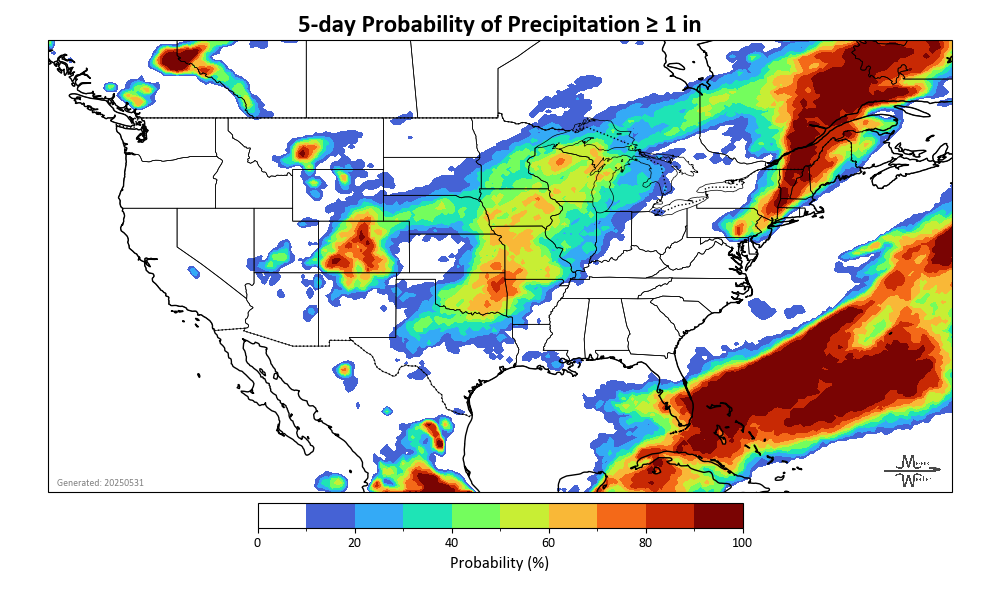 5-day Probability of Precipitation ≥ 1 in
Generated: 20250531
0 20 40 60 80 100
Probability (%)